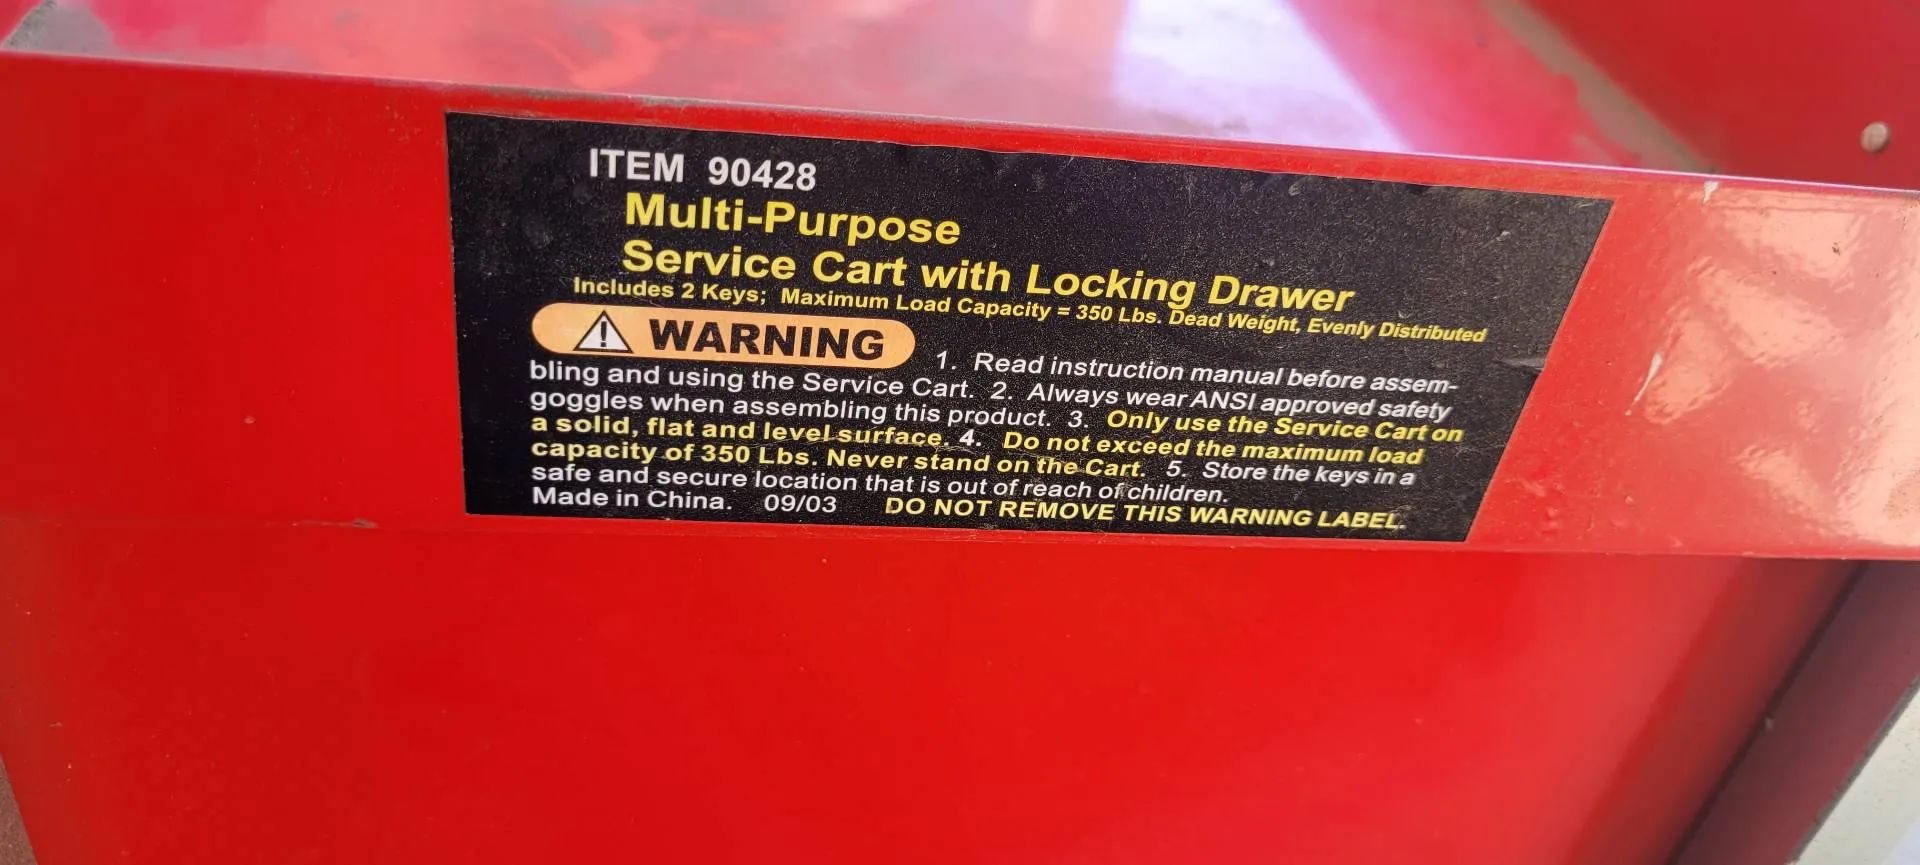 ITEM 90428
Multi-Purpose
Service Cart with Locking Drawer
Includes 2 Keys; Maximum Load Capacity = 350 Lbs. Dead Weight, Evenly Distributed
WARNING 1. Read instruction manual before assem-
bling and using the Service Cart. 2. Always wear ANSI approved safety
goggles when assembling this product. 3. Only use the Service Cart on
a solid, flat and level surface. 4. Do not exceed the maximum load
capacity of 350 Lbs. Never stand on the Cart. 5. Store the keys in a
safe and secure location that is out of reach of children.
Made in China. 09/03 DO NOT REMOVE THIS WARNING LABEL.